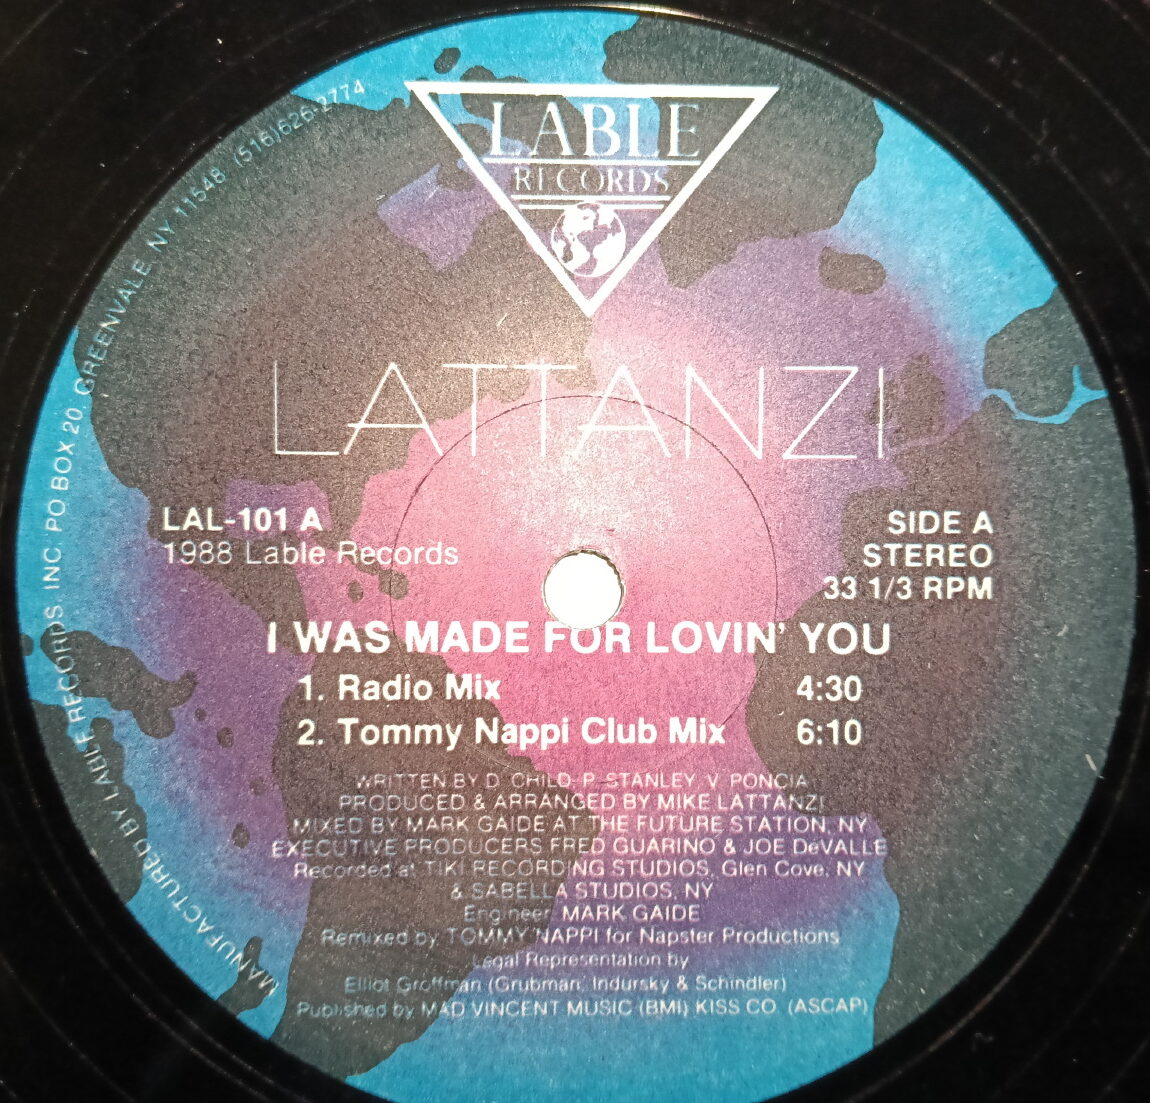 LABLE
RECORDS
LATTANZI
LAL-101 A
1988 Lable Records
SIDE A
STEREO
33 1/3 RPM
I WAS MADE FOR LOVIN' YOU
1. Radio Mix 4:30
2. Tommy Nappi Club Mix 6:10
WRITTEN BY D. CHILD-P. STANLEY V. PONCIA
PRODUCED & ARRANGED BY MIKE LATTANZI
MIXED BY MARK GAIDE AT THE FUTURE STATION, NY
EXECUTIVE PRODUCERS FRED GUARINO & JOE DeVALLE
Recorded at TIKI RECORDING STUDIOS, Glen Cove, NY
& SABELLA STUDIOS, NY
Engineer MARK GAIDE
Remixed by TOMMY NAPPI for Napster Productions
Legal Representation by
Elliot Groffman (Grubman, Indursky & Schindler)
Published by MAD VINCENT MUSIC (BMI) KISS CO. (ASCAP)
MANUFACTURED BY LABLE RECORDS, INC. PO BOX 20, GREENVALE, NY 11548 (516)626-2774